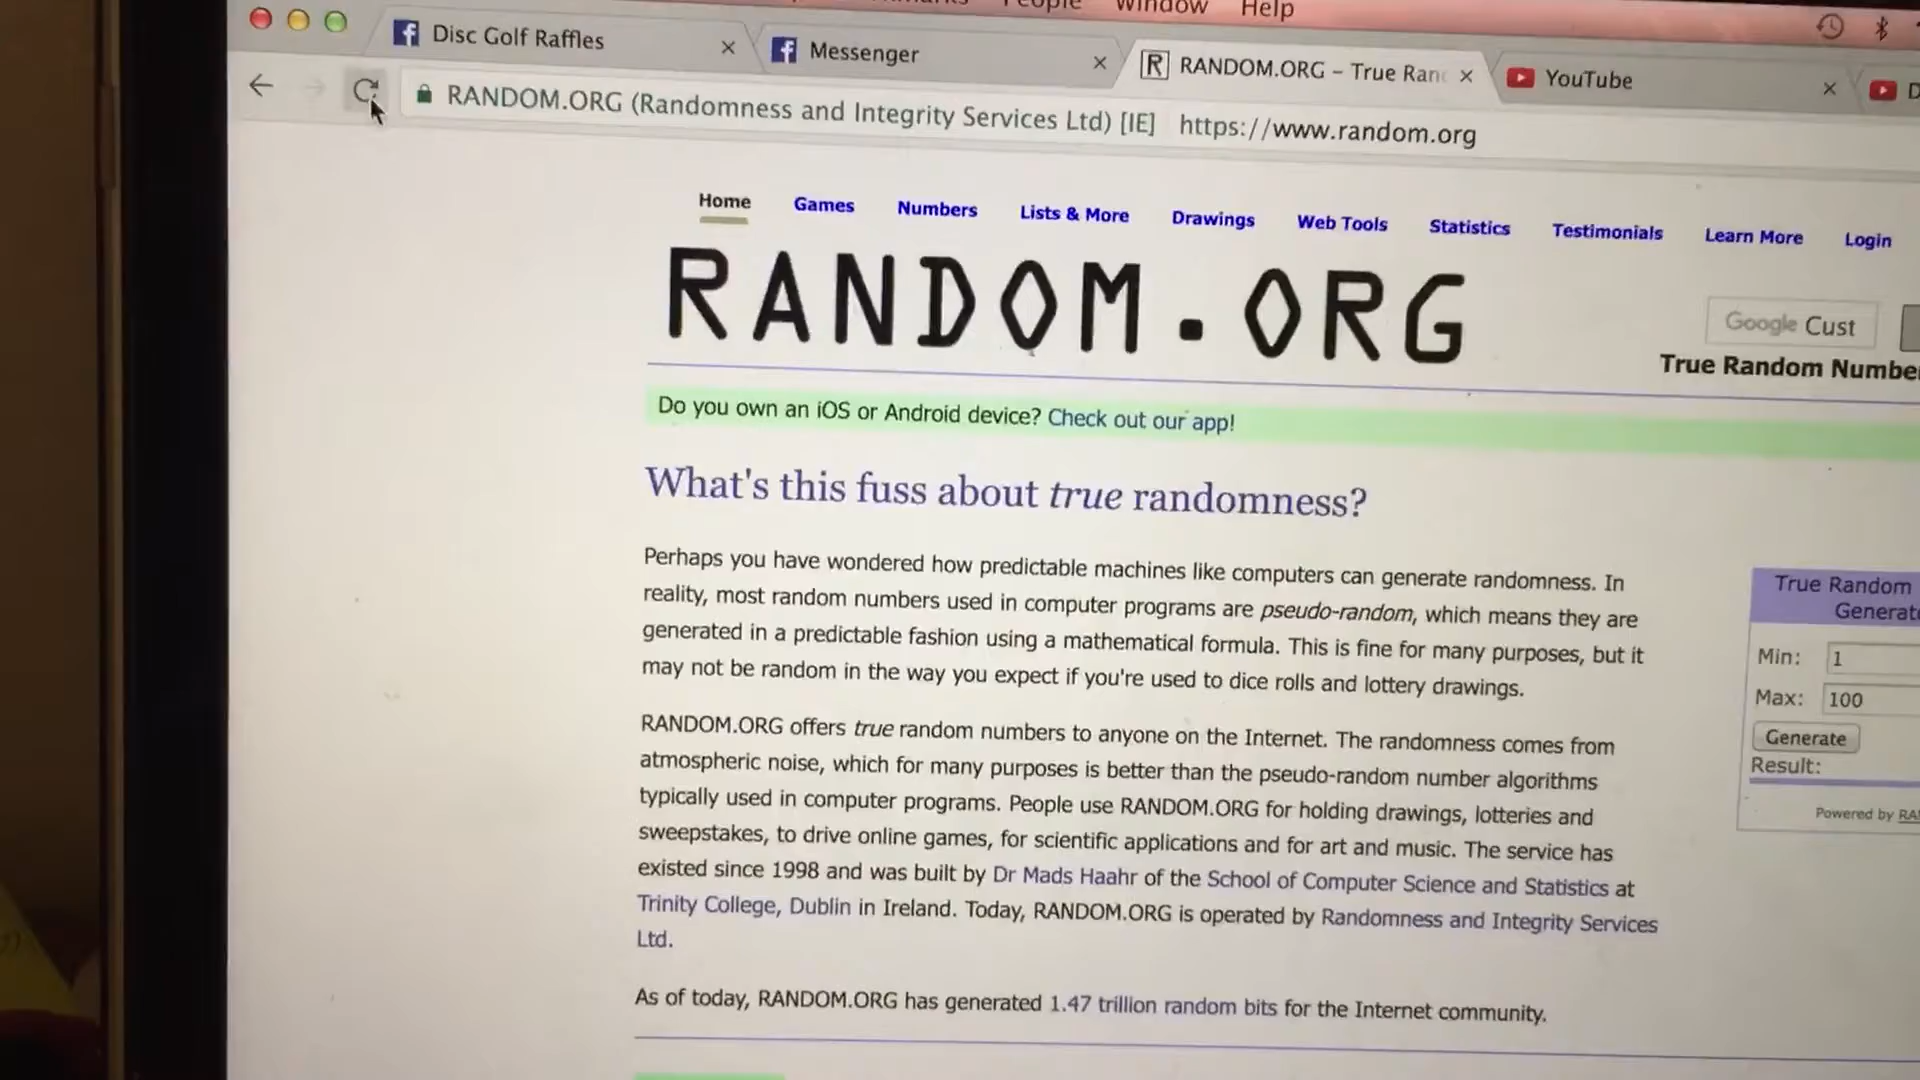 People Window Help
Disc Golf Raffles
Messenger
RANDOM.ORG – True Ran
YouTube
RANDOM.ORG (Randomness and Integrity Services Ltd) [IE] https://www.random.org
Home Games Numbers Lists & More Drawings Web Tools Statistics Testimonials Learn More Login
RANDOM.ORG
Google Cust
True Random Numbe
Do you own an iOS or Android device? Check out our app!
What's this fuss about true randomness?
Perhaps you have wondered how predictable machines like computers can generate randomness. In
reality, most random numbers used in computer programs are pseudo-random, which means they are
generated in a predictable fashion using a mathematical formula. This is fine for many purposes, but it
may not be random in the way you expect if you're used to dice rolls and lottery drawings.
RANDOM.ORG offers true random numbers to anyone on the Internet. The randomness comes from
atmospheric noise, which for many purposes is better than the pseudo-random number algorithms
typically used in computer programs. People use RANDOM.ORG for holding drawings, lotteries and
sweepstakes, to drive online games, for scientific applications and for art and music. The service has
existed since 1998 and was built by Dr Mads Haahr of the School of Computer Science and Statistics at
Trinity College, Dublin in Ireland. Today, RANDOM.ORG is operated by Randomness and Integrity Services
Ltd.
As of today, RANDOM.ORG has generated 1.47 trillion random bits for the Internet community.
True Random
Generat
Min: 1
Max: 100
Generate
Result:
Powered by RA